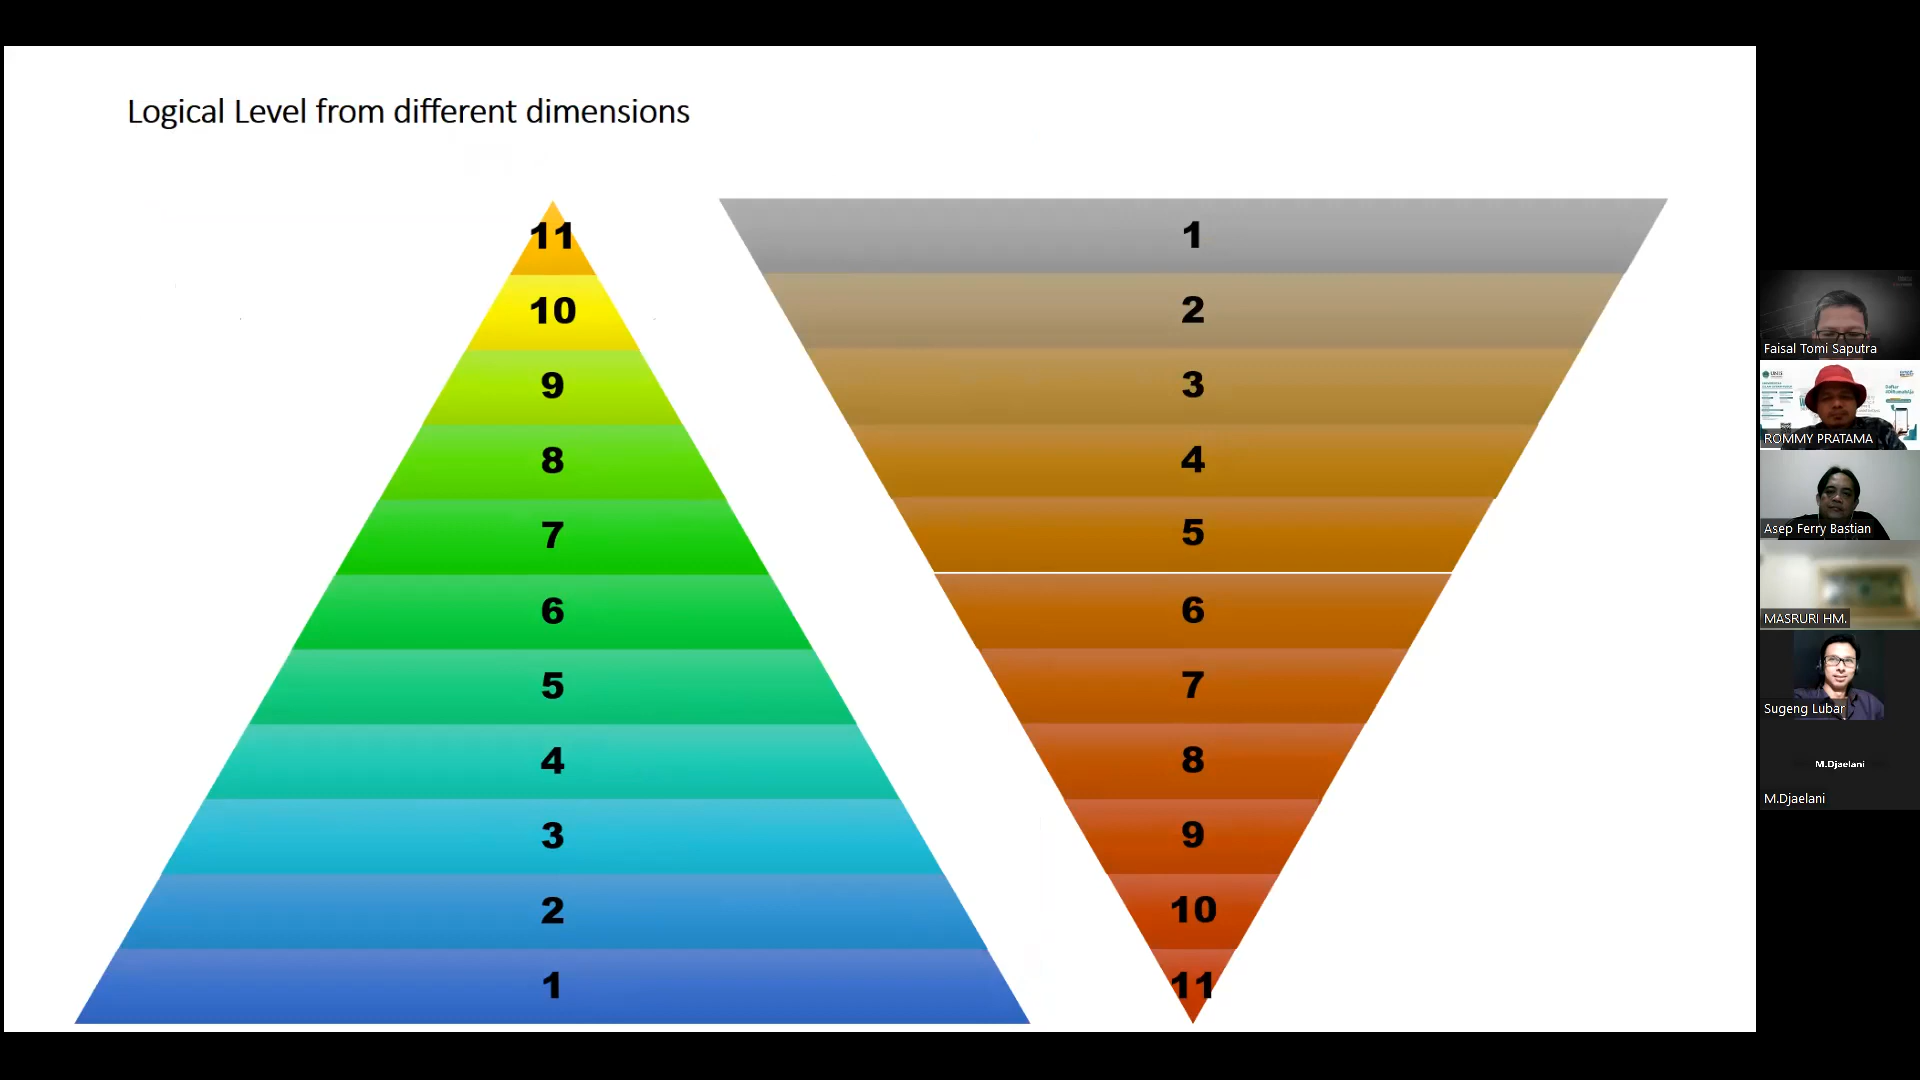 Logical Level from different dimensions
11
10
9
8
7
6
5
4
3
2
1
1
2
3
4
5
6
7
8
9
10
11
Faisal Tomi Saputra
UNIS
ROMMY PRATAMA
Asep Ferry Bastian
MASRURI HM.
Sugeng Lubar
M.Djaelani
M.Djaelani